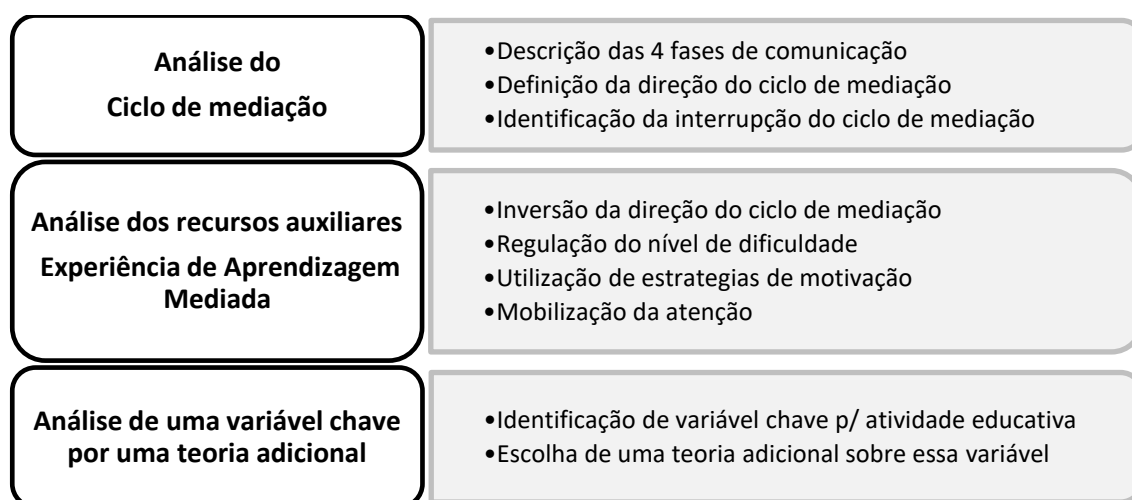 Análise do
Ciclo de mediação
•Descrição das 4 fases de comunicação
•Definição da direção do ciclo de mediação
•Identificação da interrupção do ciclo de mediação
Análise dos recursos auxiliares
Experiência de Aprendizagem
Mediada
•Inversão da direção do ciclo de mediação
•Regulação do nível de dificuldade
•Utilização de estrategias de motivação
•Mobilização da atenção
Análise de uma variável chave
por uma teoria adicional
•Identificação de variável chave p/ atividade educativa
•Escolha de uma teoria adicional sobre essa variável